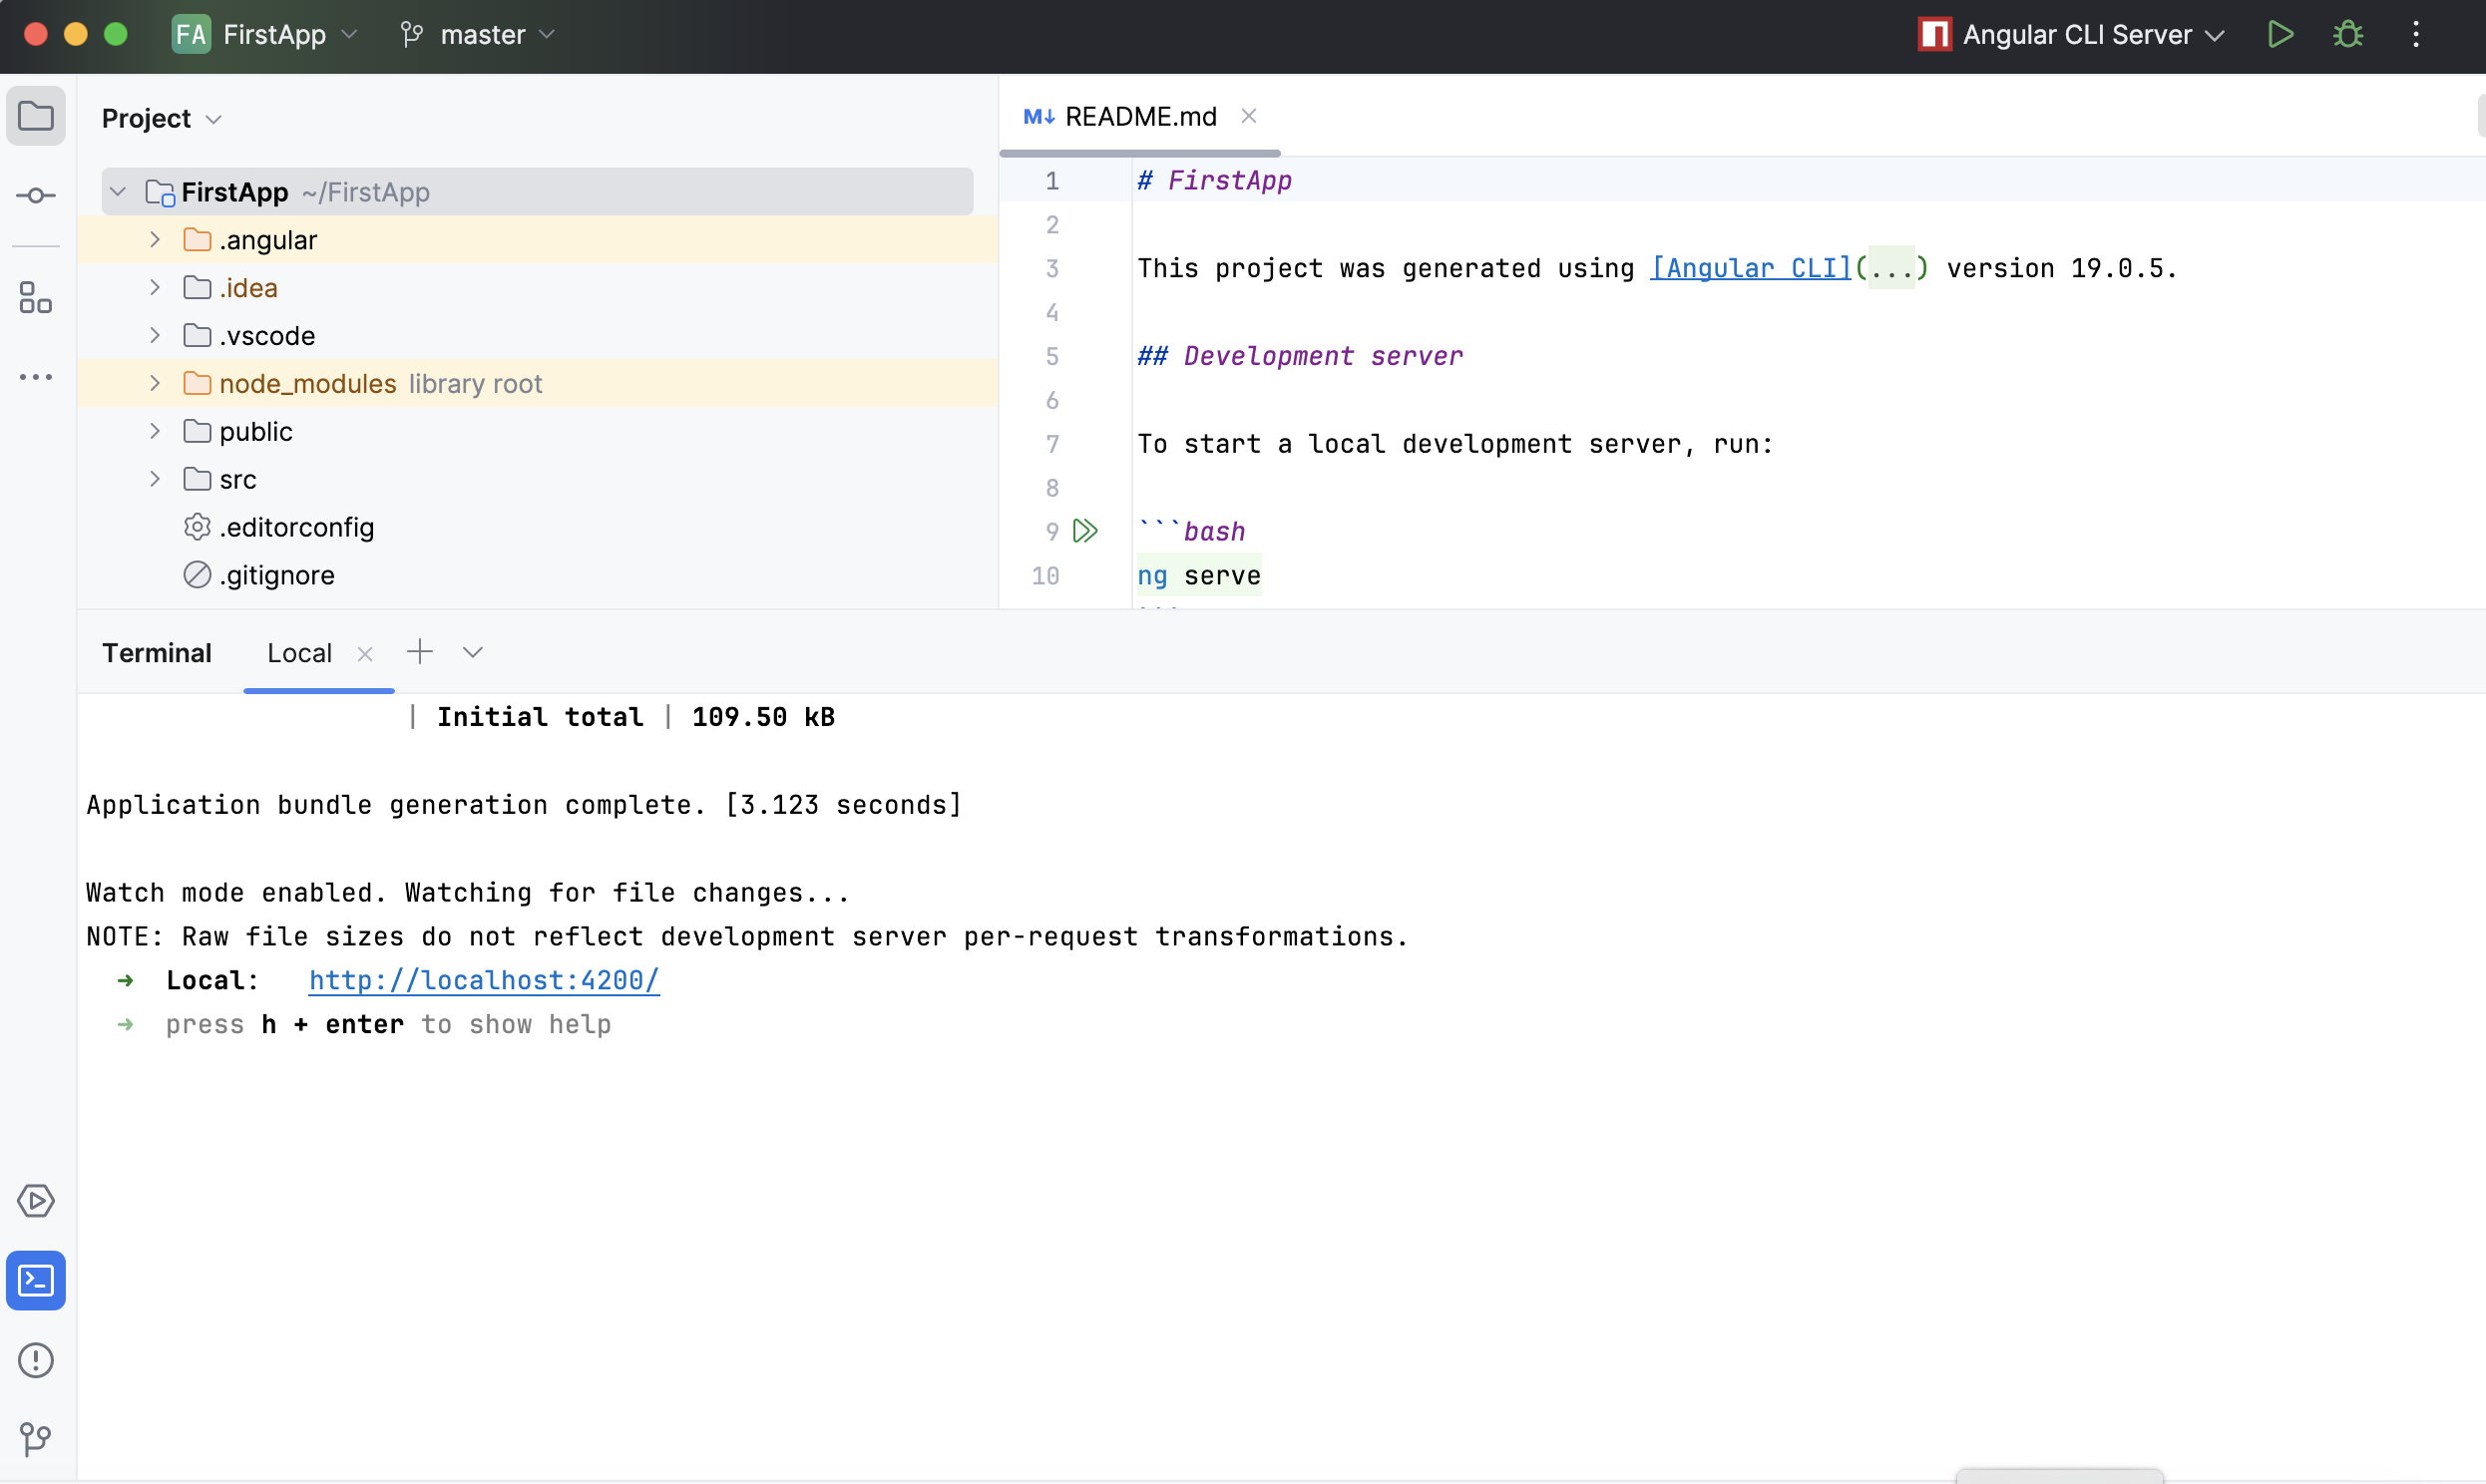 FA FirstApp master Angular CLI Server
Project
FirstApp ~/FirstApp
.angular
.idea
.vscode
node_modules library root
public
src
.editorconfig
.gitignore
M↓ README.md
1 # FirstApp
2
3 This project was generated using [Angular CLI](...) version 19.0.5.
4
5 ## Development server
6
7 To start a local development server, run:
8
9 ```bash
10 ng serve
```
Terminal Local
| Initial total | 109.50 kB
Application bundle generation complete. [3.123 seconds]
Watch mode enabled. Watching for file changes...
NOTE: Raw file sizes do not reflect development server per-request transformations.
➜ Local: http://localhost:4200/
➜ press h + enter to show help